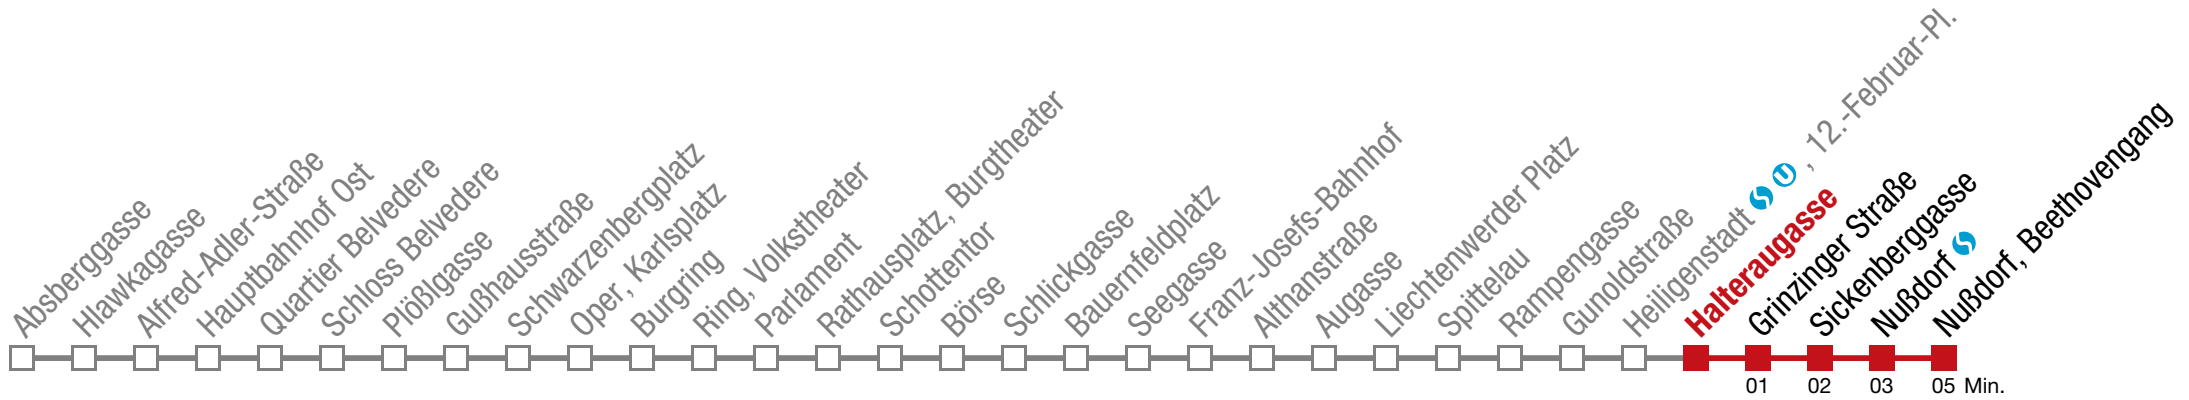 Absberggasse
Hlawkagasse
Alfred-Adler-Straße
Hauptbahnhof Ost
Quartier Belvedere
Schloss Belvedere
Plößlgasse
Gußhausstraße
Schwarzenbergplatz
Oper, Karlsplatz
Burgring
Ring, Volkstheater
Parlament
Rathausplatz, Burgtheater
Schottentor
Börse
Schlickgasse
Bauernfeldplatz
Seegasse
Franz-Josefs-Bahnhof
Althanstraße
Augasse
Liechtenwerder Platz
Spittelau
Rampengasse
Gunoldstraße
Heiligenstadt S U , 12.-Februar-Pl.
Halteraugasse
Grinzinger Straße
Sickenberggasse
Nußdorf S
Nußdorf, Beethovengang
01 02 03 05 Min.